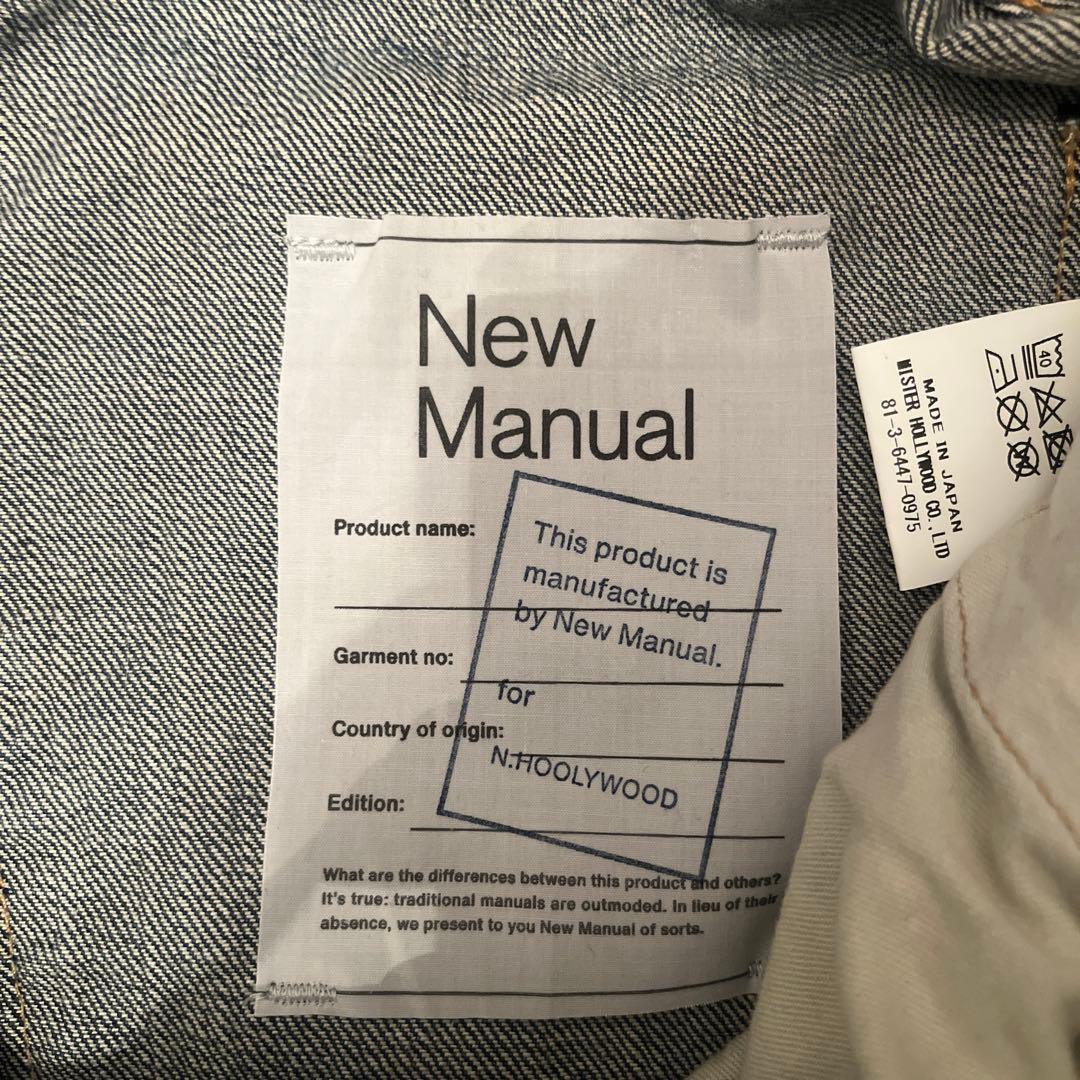 New
Manual
Product name:
This product is
manufactured
by New Manual.
Garment no:
for
Country of origin:
N.HOOLYWOOD
Edition:
What are the differences between this product and others?
It's true: traditional manuals are outmoded. In lieu of their
absence, we present to you New Manual of sorts.
40
MADE IN JAPAN
MISTER HOLLYWOOD CO.,LTD
81-3-6447-0975